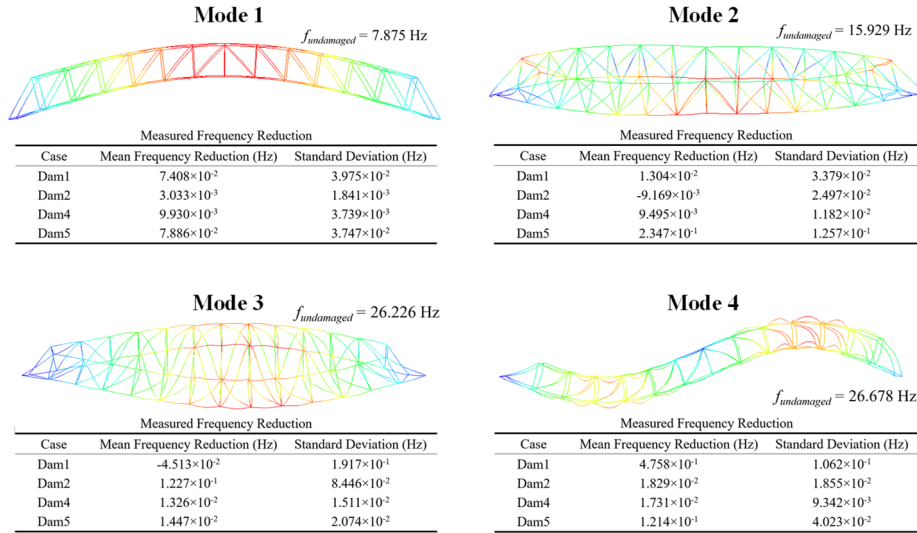 Mode 1
f_undamaged = 7.875 Hz
Measured Frequency Reduction
Case Mean Frequency Reduction (Hz) Standard Deviation (Hz)
Dam1 7.408×10⁻² 3.975×10⁻²
Dam2 3.033×10⁻³ 1.841×10⁻³
Dam4 9.930×10⁻³ 3.739×10⁻³
Dam5 7.886×10⁻² 3.747×10⁻²
Mode 2
f_undamaged = 15.929 Hz
Measured Frequency Reduction
Case Mean Frequency Reduction (Hz) Standard Deviation (Hz)
Dam1 1.304×10⁻² 3.379×10⁻²
Dam2 -9.169×10⁻³ 2.497×10⁻²
Dam4 9.495×10⁻³ 1.182×10⁻²
Dam5 2.347×10⁻¹ 1.257×10⁻¹
Mode 3
f_undamaged = 26.226 Hz
Measured Frequency Reduction
Case Mean Frequency Reduction (Hz) Standard Deviation (Hz)
Dam1 -4.513×10⁻² 1.917×10⁻¹
Dam2 1.227×10⁻¹ 8.446×10⁻²
Dam4 1.326×10⁻² 1.511×10⁻²
Dam5 1.447×10⁻² 2.074×10⁻²
Mode 4
f_undamaged = 26.678 Hz
Measured Frequency Reduction
Case Mean Frequency Reduction (Hz) Standard Deviation (Hz)
Dam1 4.758×10⁻¹ 1.062×10⁻¹
Dam2 1.829×10⁻² 1.855×10⁻²
Dam4 1.731×10⁻² 9.342×10⁻³
Dam5 1.214×10⁻¹ 4.023×10⁻²